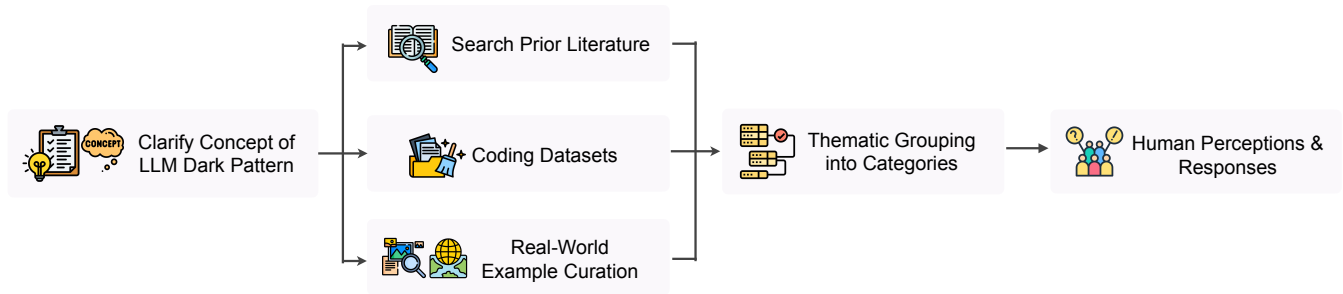 CONCEPT
Clarify Concept of
LLM Dark Pattern
Search Prior Literature
Coding Datasets
Real-World
Example Curation
Thematic Grouping
into Categories
Human Perceptions &
Responses